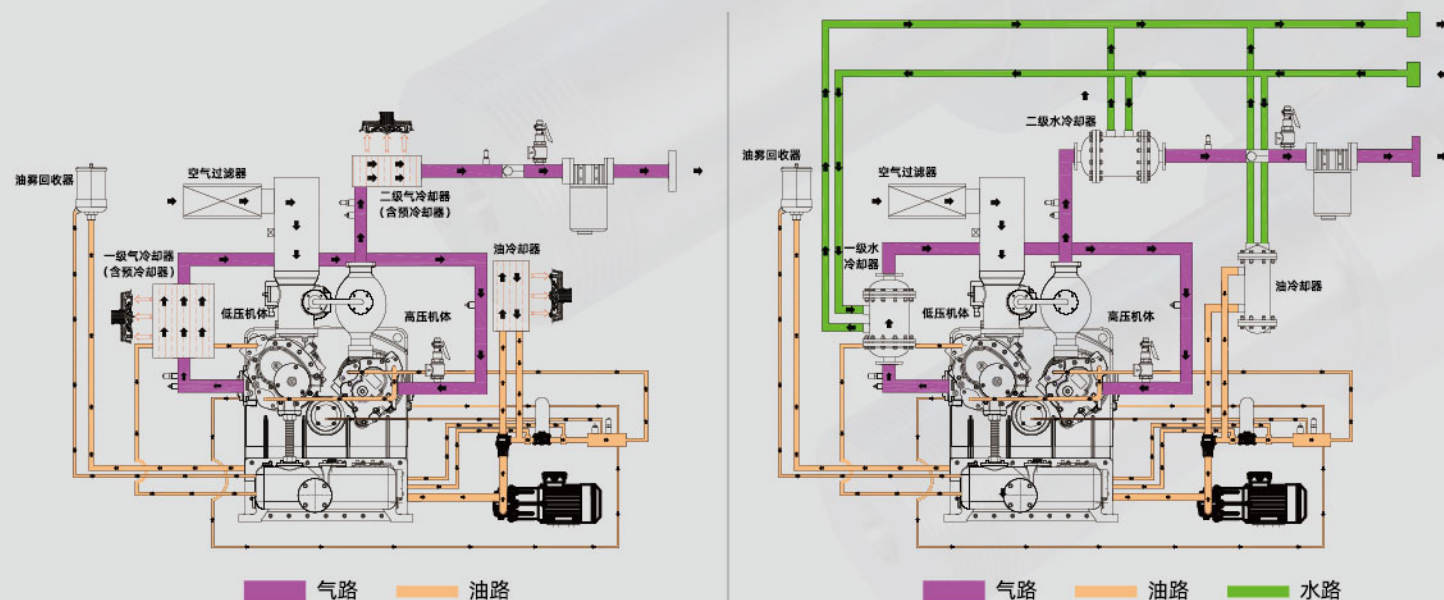 油雾回收器
空气过滤器
二级气冷却器
(含预冷却器)
一级气冷却器
(含预冷却器)
油冷却器
低压机体
高压机体
气路
油路
二级水冷却器
油雾回收器
空气过滤器
一级水
冷却器
油冷却器
低压机体
高压机体
气路
油路
水路